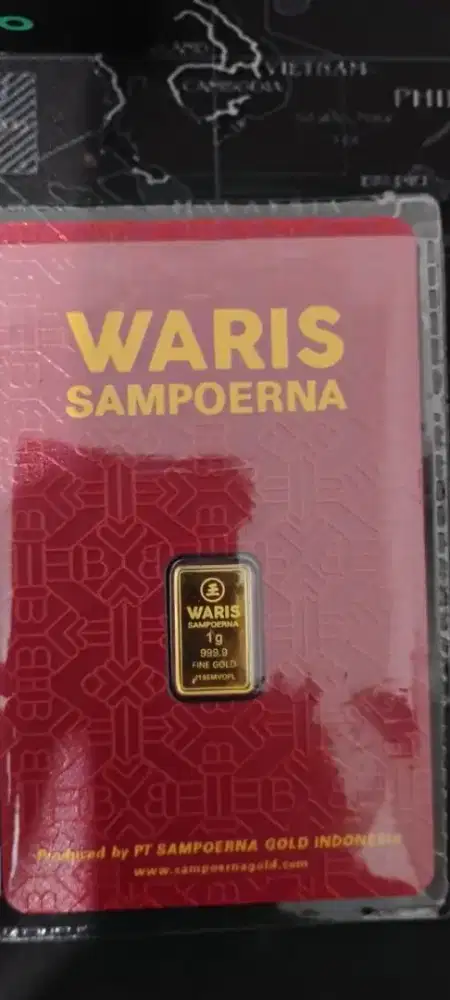 VIETNAM
CAMBODIA
MALAYSIA
WARIS
SAMPOERNA
WARIS
SAMPOERNA
1g
999.9
FINE GOLD
Produced by PT SAMPOERNA GOLD INDONESIA
www.sampoernagold.com